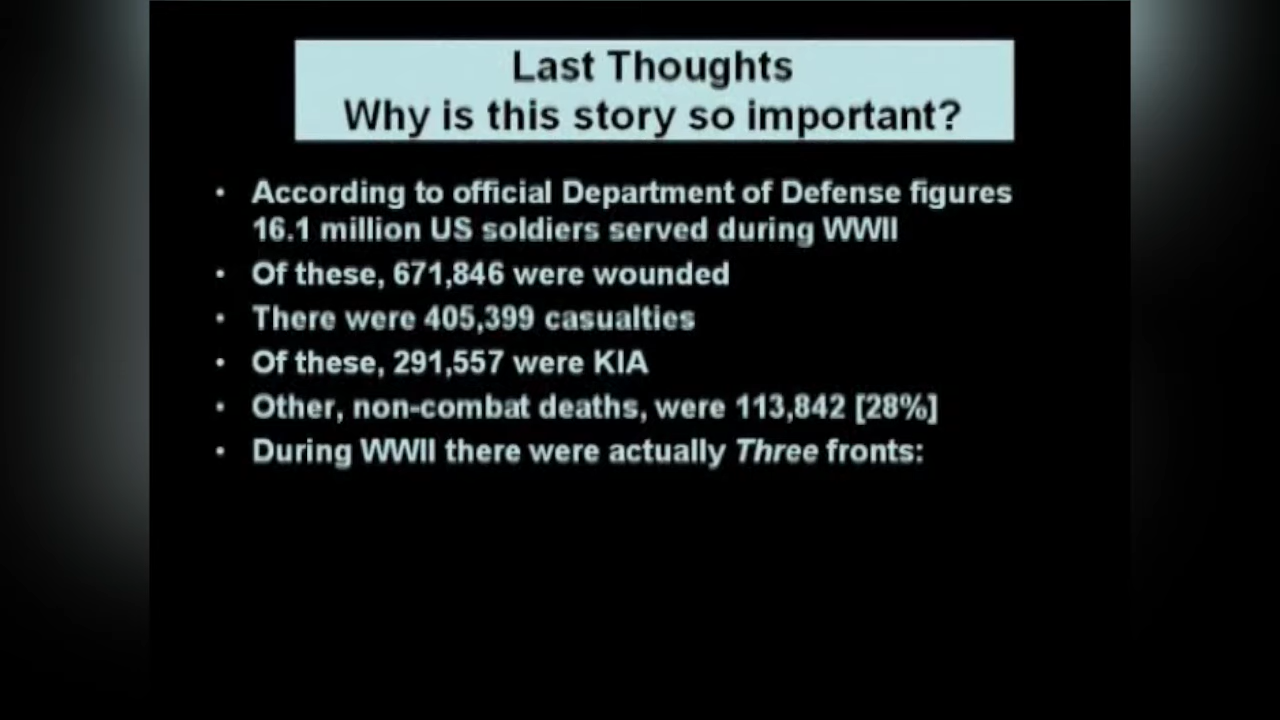 Last Thoughts
Why is this story so important?
• According to official Department of Defense figures
16.1 million US soldiers served during WWII
• Of these, 671,846 were wounded
• There were 405,399 casualties
• Of these, 291,557 were KIA
• Other, non-combat deaths, were 113,842 [28%]
• During WWII there were actually Three fronts: